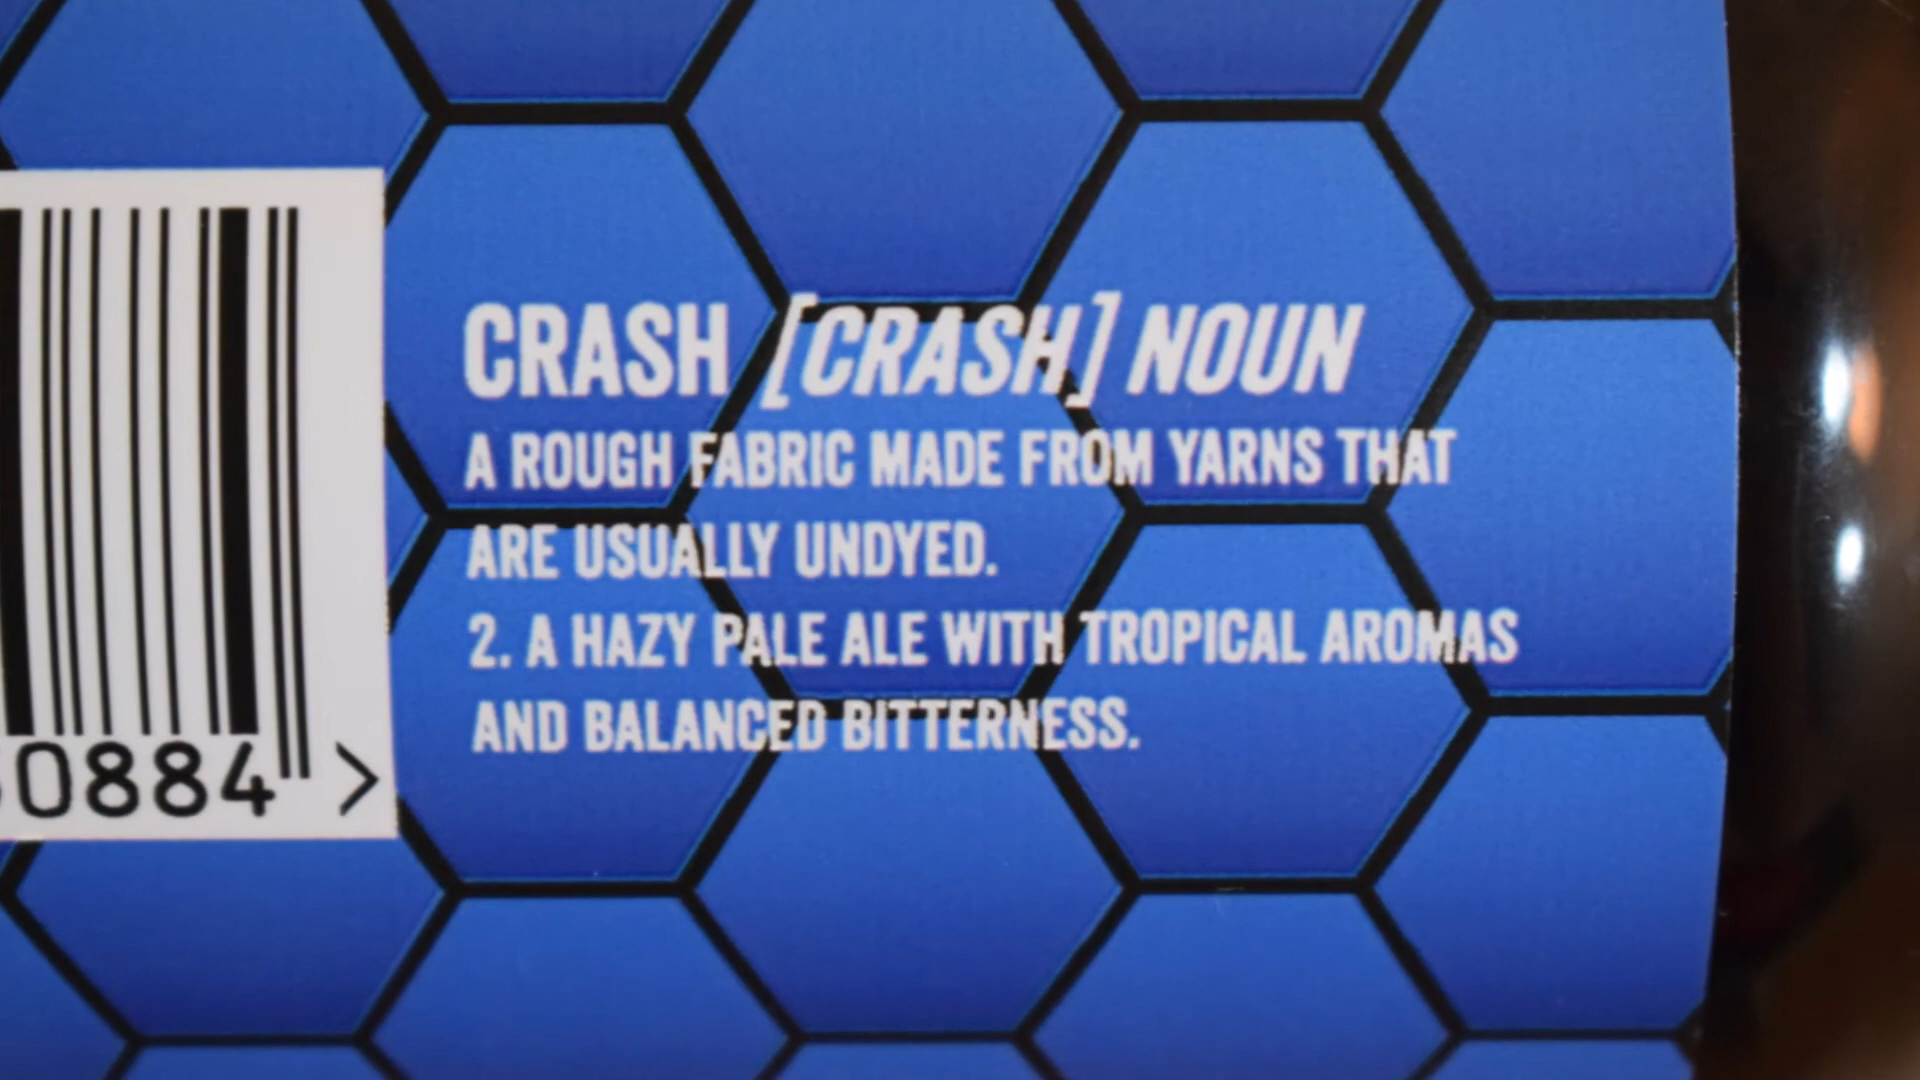 CRASH [CRASH] NOUN
A ROUGH FABRIC MADE FROM YARNS THAT
ARE USUALLY UNDYED.
2. A HAZY PALE ALE WITH TROPICAL AROMAS
AND BALANCED BITTERNESS.
0884 >